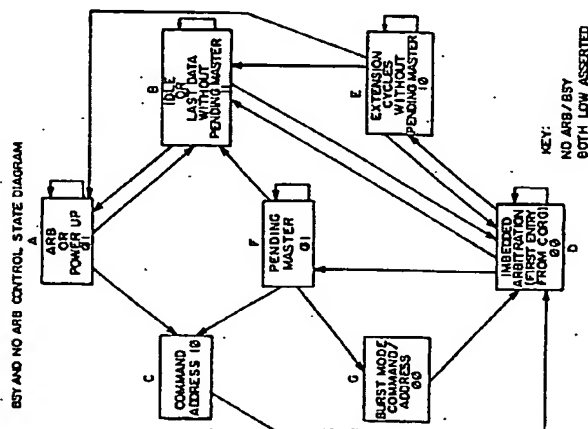 BSY AND NO ARB CONTROL STATE DIAGRAM
A
ARB
OR
POWER UP
01
B
IDLE
OR
LAST DATA
WITHOUT
PENDING MASTER
11
C
COMMAND
ADDRESS 10
F
PENDING
MASTER
01
E
EXTENSION
CYCLES
WITHOUT
PENDING MASTER
10
G
BURST MODE
COMMAND/
ADDRESS
00
IMBEDDED
ARBITRATION
(FIRST ENTRY
FROM C OR G)
00
D
KEY:
NO ARB/BSY
BOTH LOW ASSERTED